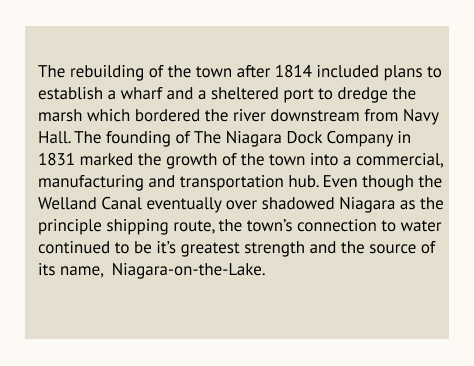 The rebuilding of the town after 1814 included plans to
establish a wharf and a sheltered port to dredge the
marsh which bordered the river downstream from Navy
Hall. The founding of The Niagara Dock Company in
1831 marked the growth of the town into a commercial,
manufacturing and transportation hub. Even though the
Welland Canal eventually over shadowed Niagara as the
principle shipping route, the town's connection to water
continued to be it's greatest strength and the source of
its name,  Niagara-on-the-Lake.